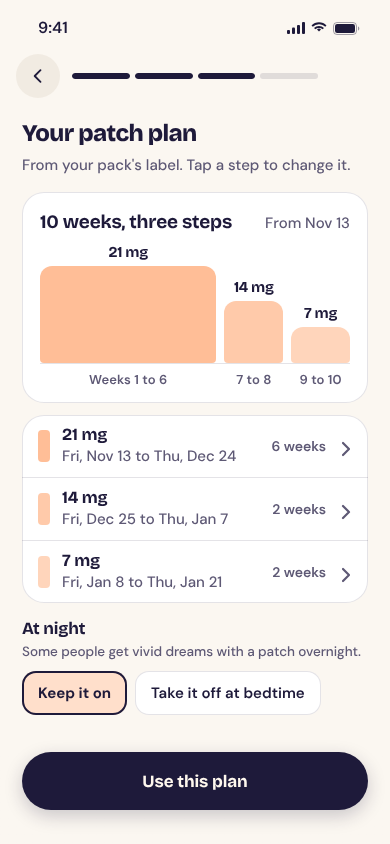 9:41
Your patch plan
From your pack's label. Tap a step to change it.
10 weeks, three steps
From Nov 13
21 mg
14 mg
7 mg
Weeks 1 to 6
7 to 8
9 to 10
21 mg
Fri, Nov 13 to Thu, Dec 24
6 weeks
14 mg
Fri, Dec 25 to Thu, Jan 7
2 weeks
7 mg
Fri, Jan 8 to Thu, Jan 21
2 weeks
At night
Some people get vivid dreams with a patch overnight.
Keep it on
Take it off at bedtime
Use this plan